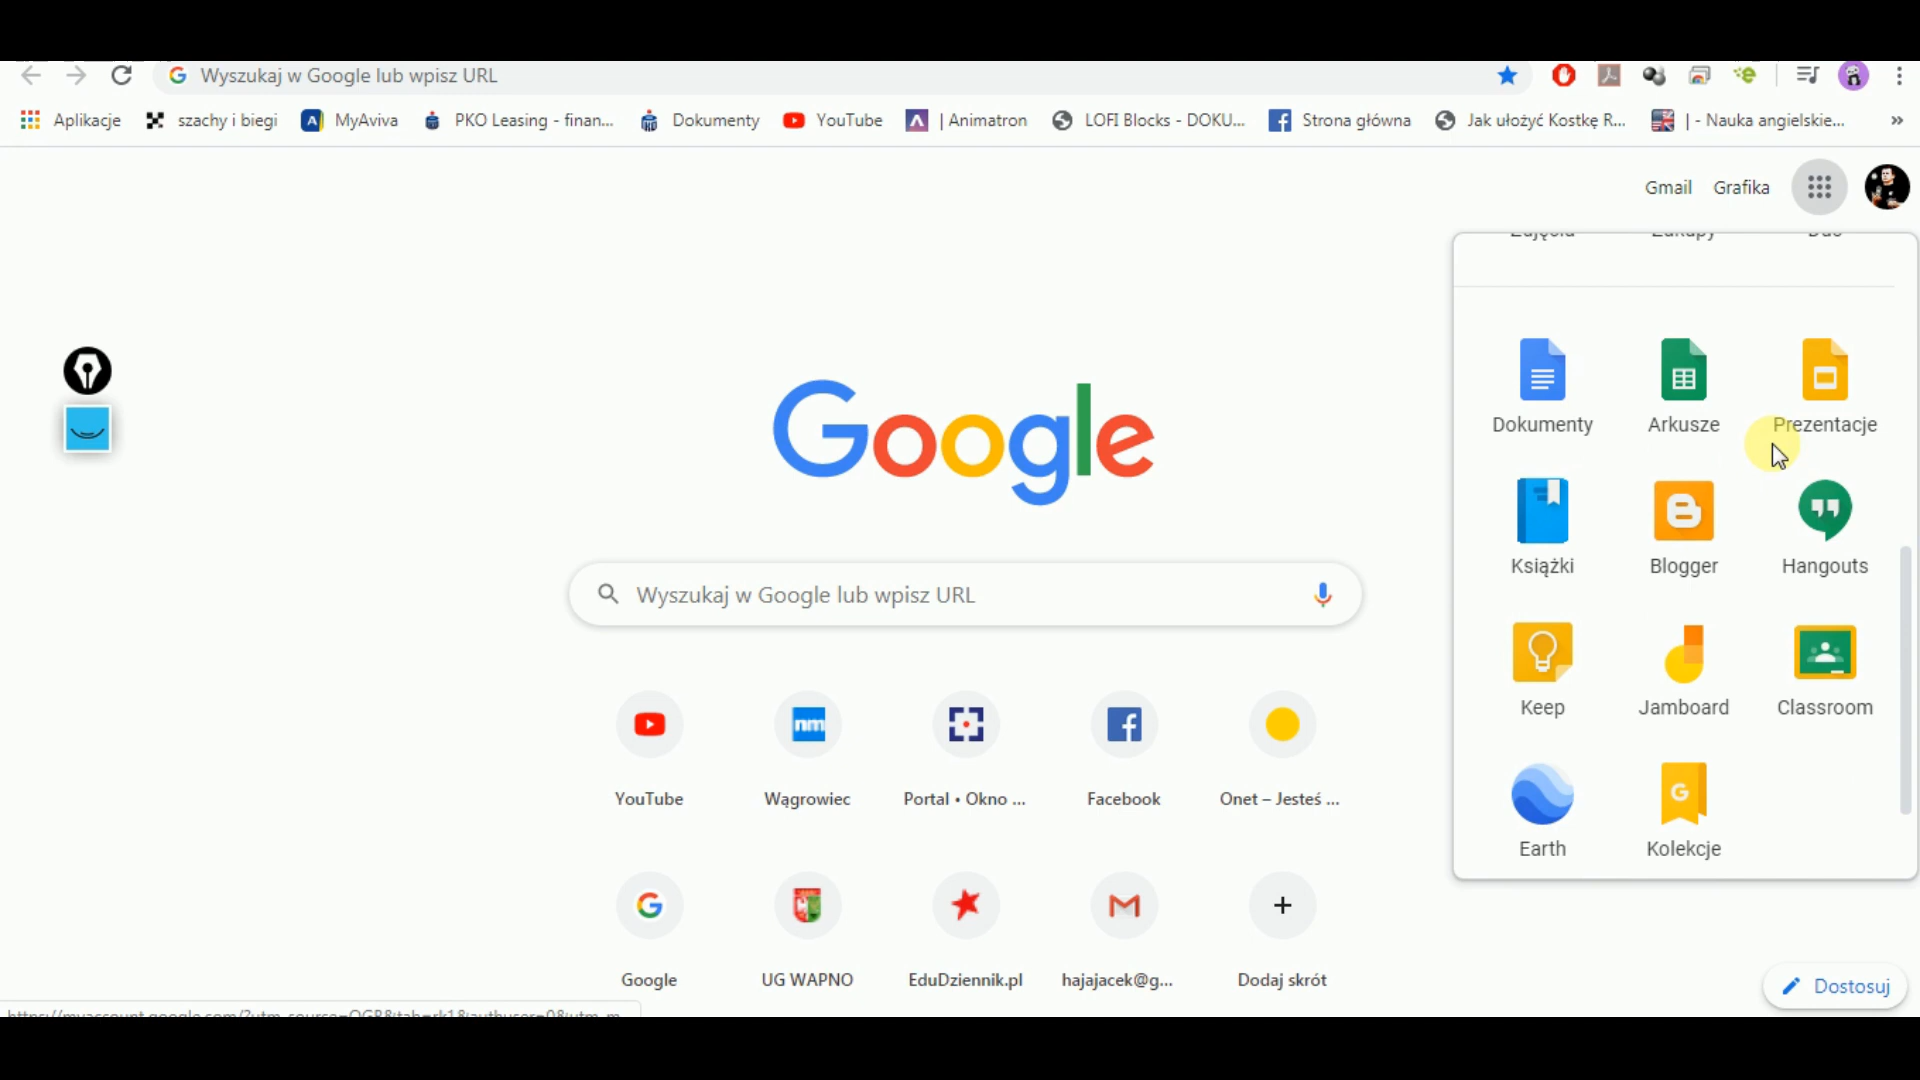 Wyszukaj w Google lub wpisz URL
Aplikacje szachy i biegi MyAviva PKO Leasing - finan... Dokumenty YouTube | Animatron LOFI Blocks - DOKU... Strona główna Jak ułożyć Kostkę R... | - Nauka angielskie... »
Gmail Grafika
Zdjęcia Zakupy Duo
Dokumenty Arkusze Prezentacje
Google
Książki Blogger Hangouts
Wyszukaj w Google lub wpisz URL
Keep Jamboard Classroom
YouTube Wągrowiec Portal • Okno ... Facebook Onet – Jesteś ...
Earth Kolekcje
Google UG WAPNO EduDziennik.pl hajajacek@g... Dodaj skrót
Dostosuj